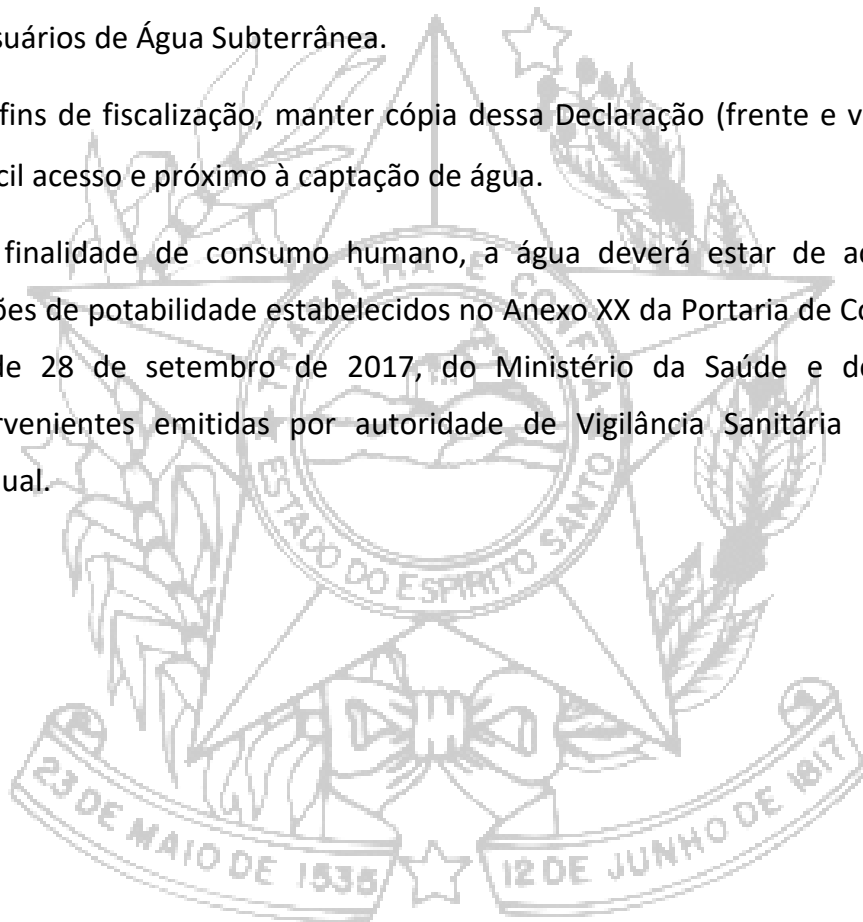 suários de Água Subterrânea.
fins de fiscalização, manter cópia dessa Declaração (frente e v
cil acesso e próximo à captação de água.
finalidade de consumo humano, a água deverá estar de ac
ões de potabilidade estabelecidos no Anexo XX da Portaria de Co
de 28 de setembro de 2017, do Ministério da Saúde e de
rvenientes emitidas por autoridade de Vigilância Sanitária
ual.
TRABALHA E CONFIA
ESTADO DO ESPIRITO SANTO
23 DE MAIO DE 1535
12 DE JUNHO DE 1817